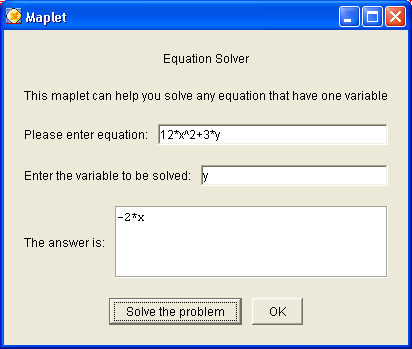 Maplet
Equation Solver
This maplet can help you solve any equation that have one variable
Please enter equation: 12*x^2+3*y
Enter the variable to be solved: y
The answer is: -2*x
Solve the problem OK